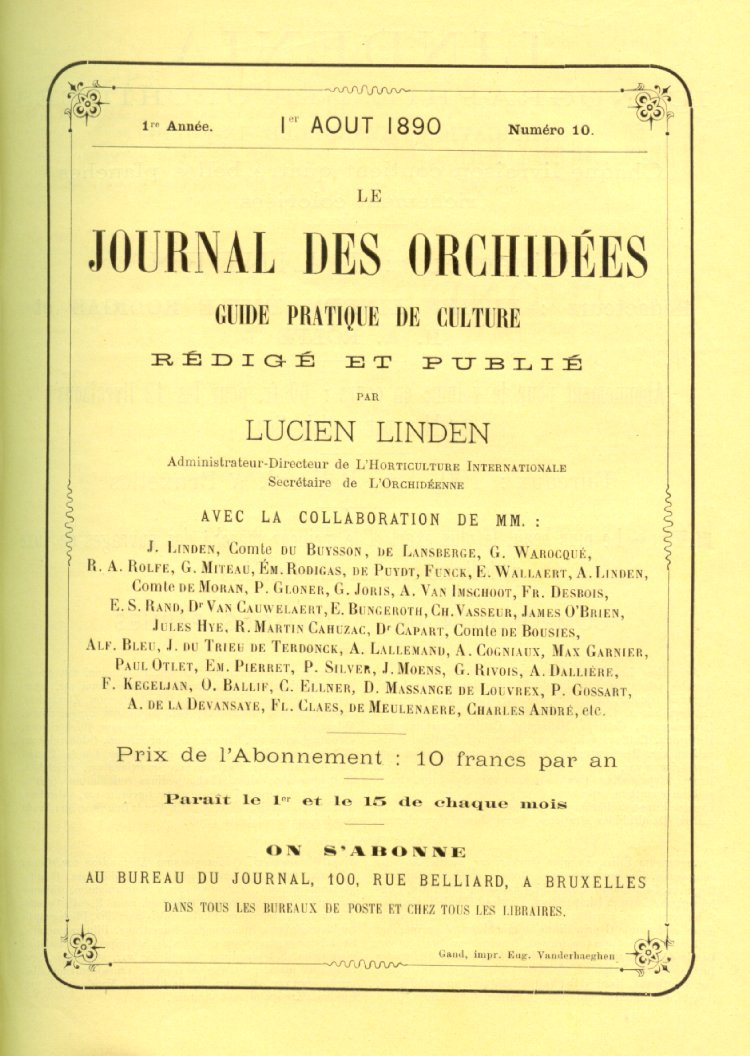 1re Année.
1er AOUT 1890
Numéro 10.
LE
JOURNAL DES ORCHIDÉES
GUIDE PRATIQUE DE CULTURE
RÉDIGÉ ET PUBLIÉ
PAR
LUCIEN LINDEN
Administrateur-Directeur de L'HORTICULTURE INTERNATIONALE
Secrétaire de L'ORCHIDÉENNE
AVEC LA COLLABORATION DE MM. :
J. LINDEN, Comte DU BUYSSON, DE LANSBERGE, G. WAROCQUÉ,
R. A. ROLFE, G. MITEAU, ÉM. RODIGAS, DE PUYDT, FUNCK, E. WALLAERT, A. LINDEN,
Comte DE MORAN, P. GLONER, G. JORIS, A. VAN IMSCHOOT, FR. DESBOIS,
E. S. RAND, Dr VAN CAUWELAERT, E. BUNGEROTH, CH. VASSEUR, JAMES O'BRIEN,
JULES HYE, R. MARTIN CAHUZAC, Dr CAPART, Comte DE BOUSIES,
ALF. BLEU, J. DU TRIEU DE TERDONCK, A. LALLEMAND, A. COGNIAUX, MAX GARNIER,
PAUL OTLET, EM. PIERRET, P. SILVER, J. MOENS, G. RIVOIS, A. DALLIÈRE,
F. KEGELJAN, O. BALLIF, C. ELLNER, D. MASSANGE DE LOUVREX, P. GOSSART,
A. DE LA DEVANSAYE, FL. CLAES, DE MEULENAERE, CHARLES ANDRÉ, etc.
Prix de l'Abonnement : 10 francs par an
Paraît le 1er et le 15 de chaque mois
ON S'ABONNE
AU BUREAU DU JOURNAL, 100, RUE BELLIARD, A BRUXELLES
DANS TOUS LES BUREAUX DE POSTE ET CHEZ TOUS LES LIBRAIRES.
Gand, impr. Eug. Vanderhaeghen.